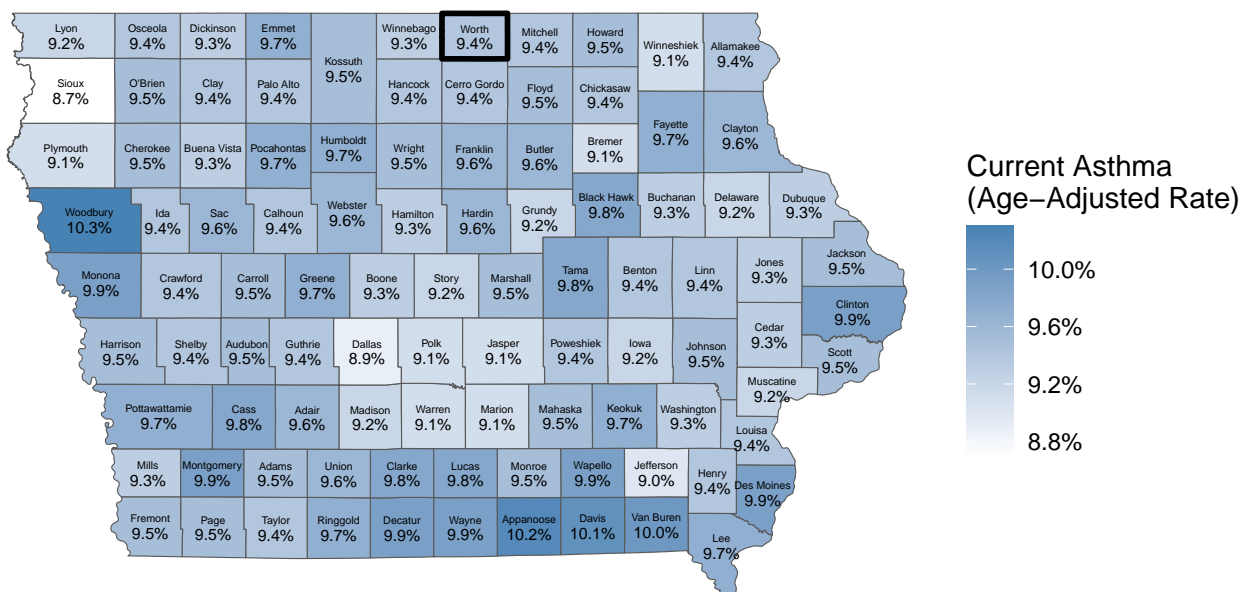 Lyon
9.2%
Osceola
9.4%
Dickinson
9.3%
Emmet
9.7%
Kossuth
9.5%
Winnebago
9.3%
Worth
9.4%
Mitchell
9.4%
Howard
9.5%
Winneshiek
9.1%
Allamakee
9.4%
Sioux
8.7%
O'Brien
9.5%
Clay
9.4%
Palo Alto
9.4%
Hancock
9.4%
Cerro Gordo
9.4%
Floyd
9.5%
Chickasaw
9.4%
Fayette
9.7%
Clayton
9.6%
Plymouth
9.1%
Cherokee
9.5%
Buena Vista
9.3%
Pocahontas
9.7%
Humboldt
9.7%
Wright
9.5%
Franklin
9.6%
Butler
9.6%
Bremer
9.1%
Woodbury
10.3%
Ida
9.4%
Sac
9.6%
Calhoun
9.4%
Webster
9.6%
Hamilton
9.3%
Hardin
9.6%
Grundy
9.2%
Black Hawk
9.8%
Buchanan
9.3%
Delaware
9.2%
Dubuque
9.3%
Monona
9.9%
Crawford
9.4%
Carroll
9.5%
Greene
9.7%
Boone
9.3%
Story
9.2%
Marshall
9.5%
Tama
9.8%
Benton
9.4%
Linn
9.4%
Jones
9.3%
Jackson
9.5%
Clinton
9.9%
Harrison
9.5%
Shelby
9.4%
Audubon
9.5%
Guthrie
9.4%
Dallas
8.9%
Polk
9.1%
Jasper
9.1%
Poweshiek
9.4%
Iowa
9.2%
Johnson
9.5%
Cedar
9.3%
Scott
9.5%
Muscatine
9.2%
Pottawattamie
9.7%
Cass
9.8%
Adair
9.6%
Madison
9.2%
Warren
9.1%
Marion
9.1%
Mahaska
9.5%
Keokuk
9.7%
Washington
9.3%
Louisa
9.4%
Mills
9.3%
Montgomery
9.9%
Adams
9.5%
Union
9.6%
Clarke
9.8%
Lucas
9.8%
Monroe
9.5%
Wapello
9.9%
Jefferson
9.0%
Henry
9.4%
Des Moines
9.9%
Fremont
9.5%
Page
9.5%
Taylor
9.4%
Ringgold
9.7%
Decatur
9.9%
Wayne
9.9%
Appanoose
10.2%
Davis
10.1%
Van Buren
10.0%
Lee
9.7%
Current Asthma
(Age−Adjusted Rate)
10.0%
9.6%
9.2%
8.8%